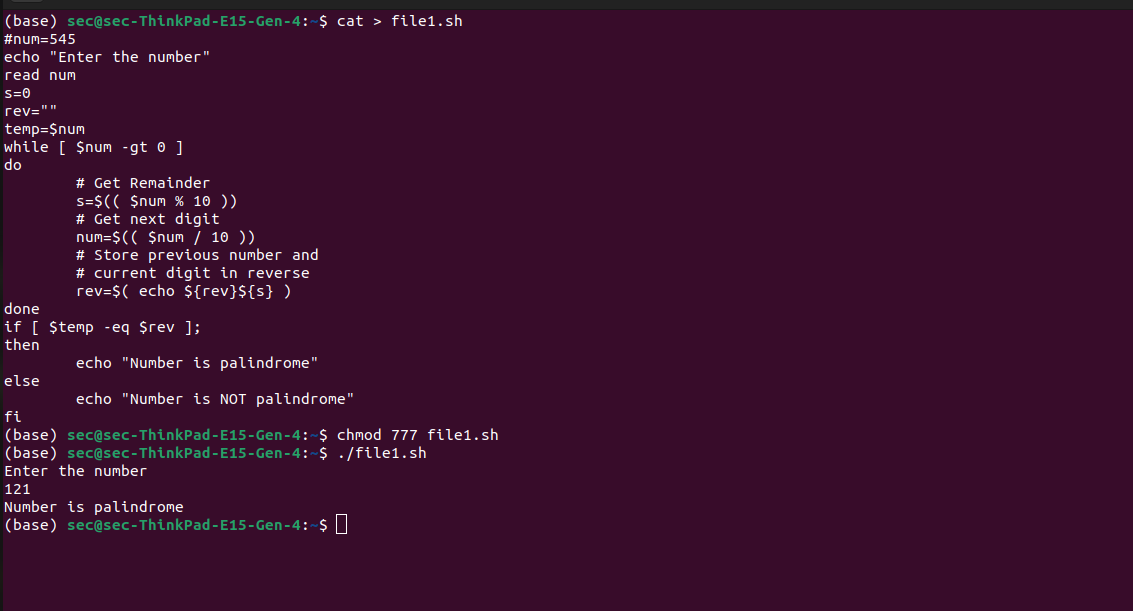 (base) sec@sec-ThinkPad-E15-Gen-4:~$ cat > file1.sh
#num=545
echo "Enter the number"
read num
s=0
rev=""
temp=$num
while [ $num -gt 0 ]
do
        # Get Remainder
        s=$(( $num % 10 ))
        # Get next digit
        num=$(( $num / 10 ))
        # Store previous number and
        # current digit in reverse
        rev=$( echo ${rev}${s} )
done
if [ $temp -eq $rev ];
then
        echo "Number is palindrome"
else
        echo "Number is NOT palindrome"
fi
(base) sec@sec-ThinkPad-E15-Gen-4:~$ chmod 777 file1.sh
(base) sec@sec-ThinkPad-E15-Gen-4:~$ ./file1.sh
Enter the number
121
Number is palindrome
(base) sec@sec-ThinkPad-E15-Gen-4:~$